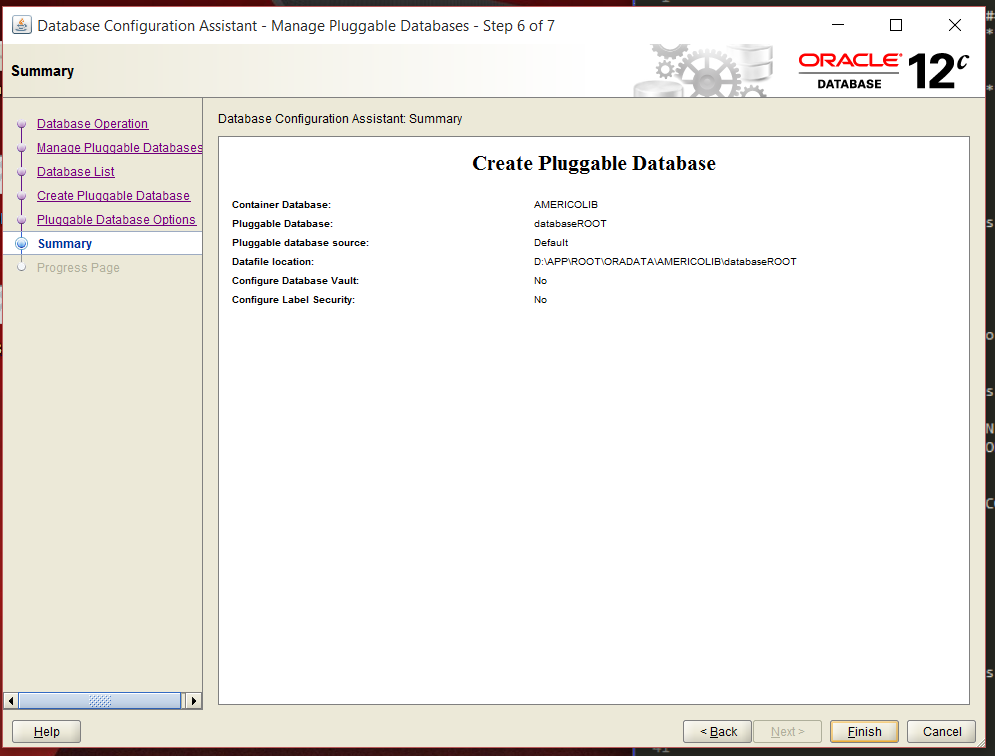 Database Configuration Assistant - Manage Pluggable Databases - Step 6 of 7
Summary
ORACLE
DATABASE
12c
Database Operation
Manage Pluggable Databases
Database List
Create Pluggable Database
Pluggable Database Options
Summary
Progress Page
Database Configuration Assistant: Summary
Create Pluggable Database
Container Database: AMERICOLIB
Pluggable Database: databaseROOT
Pluggable database source: Default
Datafile location: D:\APP\ROOT\ORADATA\AMERICOLIB\databaseROOT
Configure Database Vault: No
Configure Label Security: No
Help
< Back
Next >
Finish
Cancel